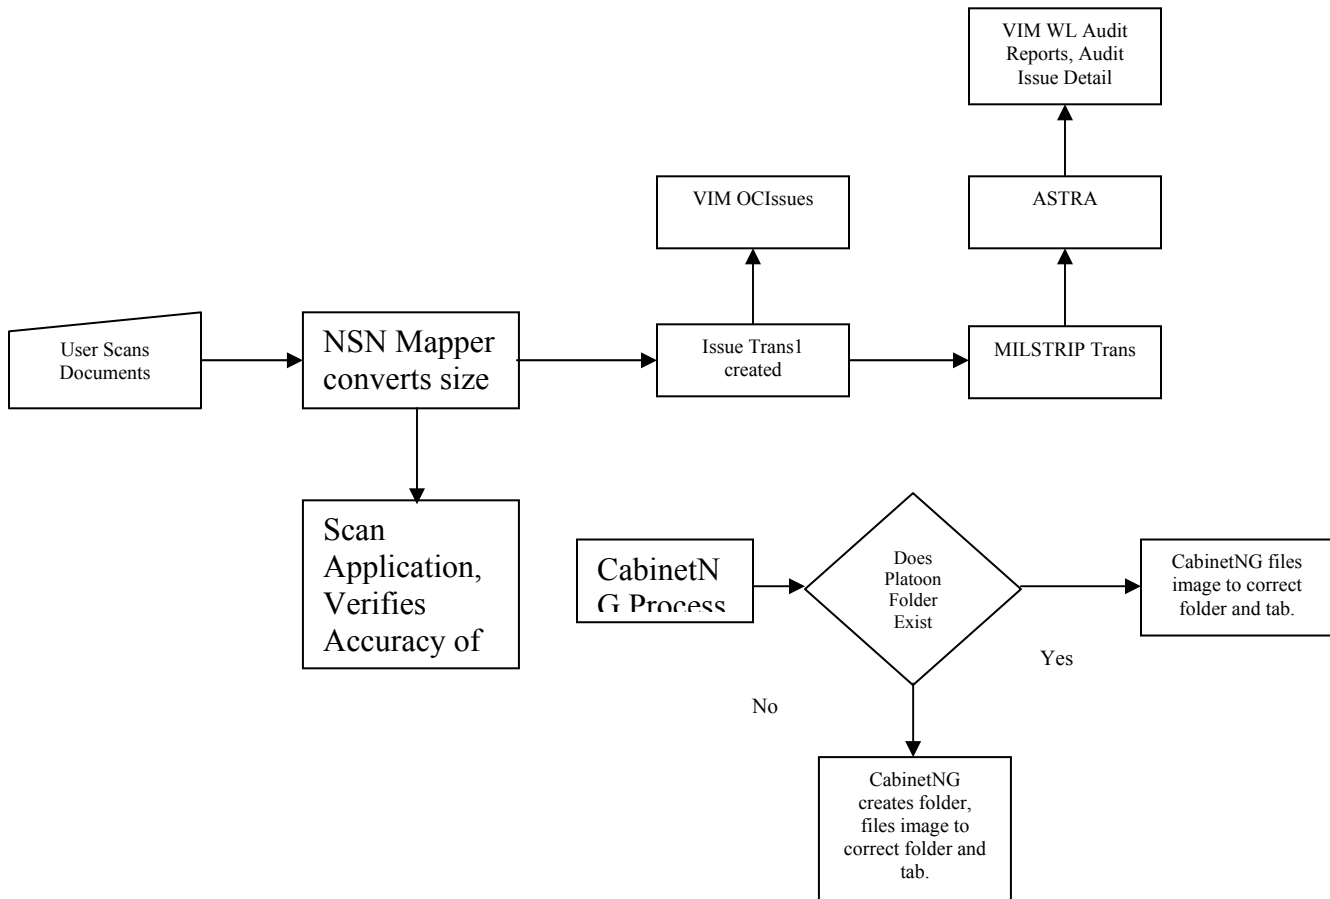 VIM WL Audit
Reports, Audit
Issue Detail
VIM OCIssues
ASTRA
User Scans
Documents
NSN Mapper
converts size
Issue Trans1
created
MILSTRIP Trans
Scan
Application,
Verifies
Accuracy of
CabinetN
G Process
Does
Platoon
Folder
Exist
CabinetNG files
image to correct
folder and tab.
Yes
No
CabinetNG
creates folder,
files image to
correct folder and
tab.